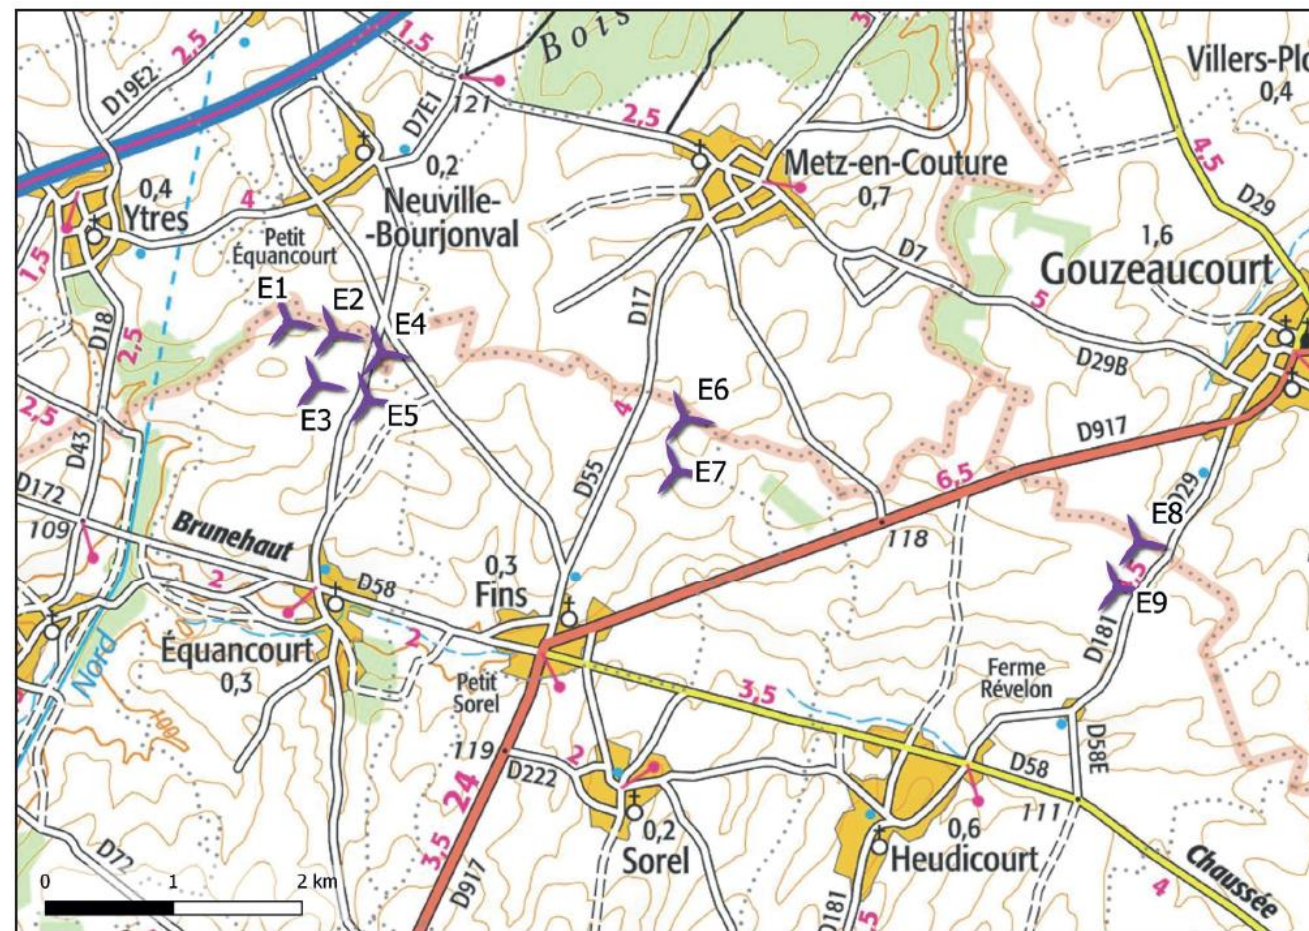 2,5
1,5
Bois
3
Villers-Plo
0,4
D19E2
D7E1
121
2,5
4,5
0,4
Ytres
4
0,2
Neuville-
-Bourjonval
Metz-en-Couture
0,7
D29
Petit
Équancourt
1,5
D7
1,6
Gouzeaucourt
E1
E2
E4
D17
5
D18
2,5
D29B
E3
E5
4
E6
2,5
D43
E7
D55
D917
6,5
D172
109
Brunehaut
118
D29
E8
2
D58
0,3
Fins
,5
E9
Équancourt
0,3
2
Nord
D181
Petit
Sorel
3,5
Ferme
Révelon
100
119
D222
2
24
D58
D58E
111
3,5
D917
0,2
Sorel
0,6
Heudicourt
D72
Chaussée
4
D181
,5
0 1 2 km